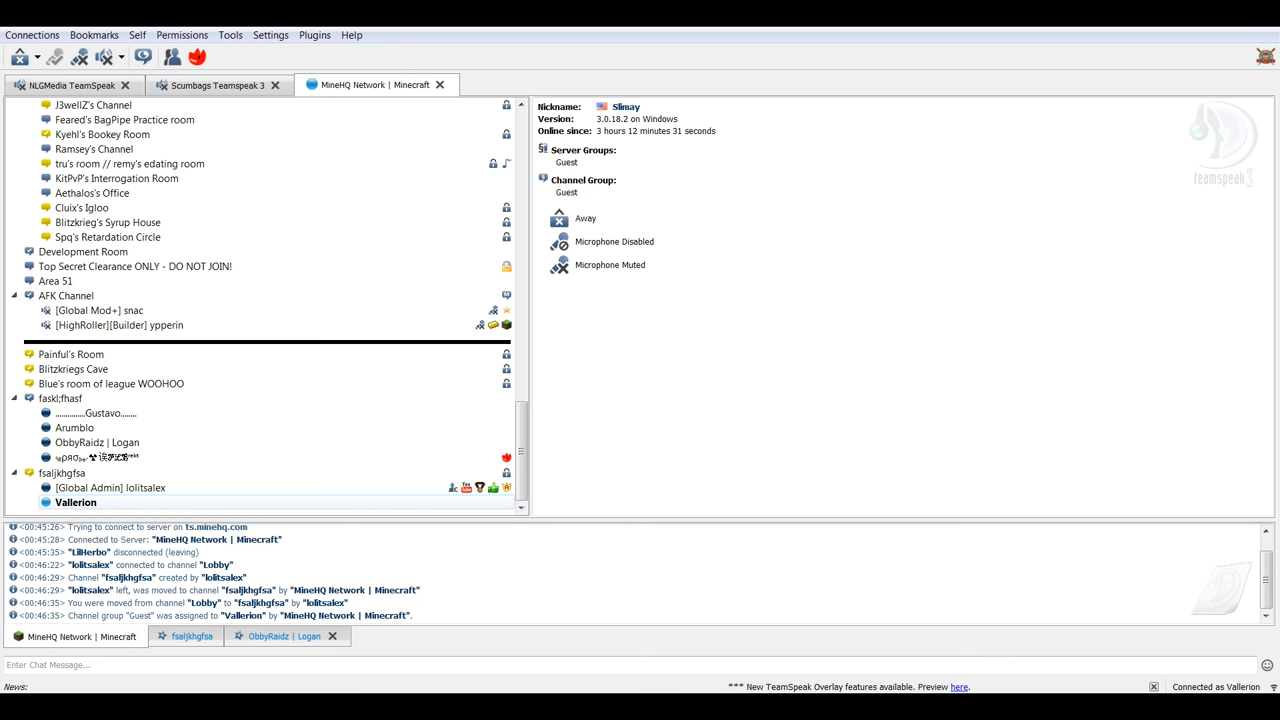 Connections Bookmarks Self Permissions Tools Settings Plugins Help
NLGMedia TeamSpeak Scumbags Teamspeak 3 MineHQ Network | Minecraft
J3wellZ's Channel
Feared's BagPipe Practice room
Kyehl's Bookey Room
Ramsey's Channel
tru's room // remy's edating room
KitPvP's Interrogation Room
Aethalos's Office
Cluix's Igloo
Blitzkrieg's Syrup House
Spq's Retardation Circle
Development Room
Top Secret Clearance ONLY - DO NOT JOIN!
Area 51
AFK Channel
[Global Mod+] snac
[HighRoller][Builder] ypperin
Painful's Room
Blitzkriegs Cave
Blue's room of league WOOHOO
faskl;fhasf
...............Gustavo........
Arumblo
ObbyRaidz | Logan
fsaljkhgfsa
[Global Admin] lolitsalex
Vallerion
Nickname: Slimay
Version: 3.0.18.2 on Windows
Online since: 3 hours 12 minutes 31 seconds
Server Groups:
Guest
Channel Group:
Guest
Away
Microphone Disabled
Microphone Muted
teamspeak3
<00:45:26> Trying to connect to server on ts.minehq.com
<00:45:28> Connected to Server: "MineHQ Network | Minecraft"
<00:45:35> "LilHerbo" disconnected (leaving)
<00:46:22> "lolitsalex" connected to channel "Lobby"
<00:46:29> Channel "fsaljkhgfsa" created by "lolitsalex"
<00:46:29> "lolitsalex" left, was moved to channel "fsaljkhgfsa" by "MineHQ Network | Minecraft"
<00:46:35> You were moved from channel "Lobby" to "fsaljkhgfsa" by "lolitsalex"
<00:46:35> Channel group "Guest" was assigned to "Vallerion" by "MineHQ Network | Minecraft".
MineHQ Network | Minecraft fsaljkhgfsa ObbyRaidz | Logan
Enter Chat Message...
News: *** New TeamSpeak Overlay features available. Preview here. Connected as Vallerion